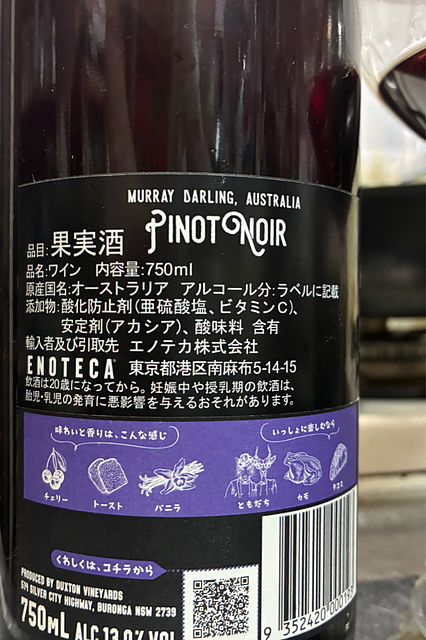 MURRAY DARLING, AUSTRALIA
PINOT NOIR
品目:果実酒
品名:ワイン 内容量:750ml
原産国名:オーストラリア アルコール分:ラベルに記載
添加物:酸化防止剤(亜硫酸塩、ビタミンC)、
安定剤(アカシア)、酸味料 含有
輸入者及び引取先 エノテカ株式会社
ENOTECA 東京都港区南麻布5-14-15
飲酒は20歳になってから。妊娠中や授乳期の飲酒は、
胎児・乳児の発育に悪影響を与えるおそれがあります。
味わいと香りは、こんな感じ
いっしょに楽しむなら
チェリー トースト バニラ ともだち カモ タコス
くわしくは、コチラから
PRODUCED BY DUXTON VINEYARDS
SILVER CITY HIGHWAY, BURONGA NSW 2739
750ML ALC 13.0% VOL
9 352420 000